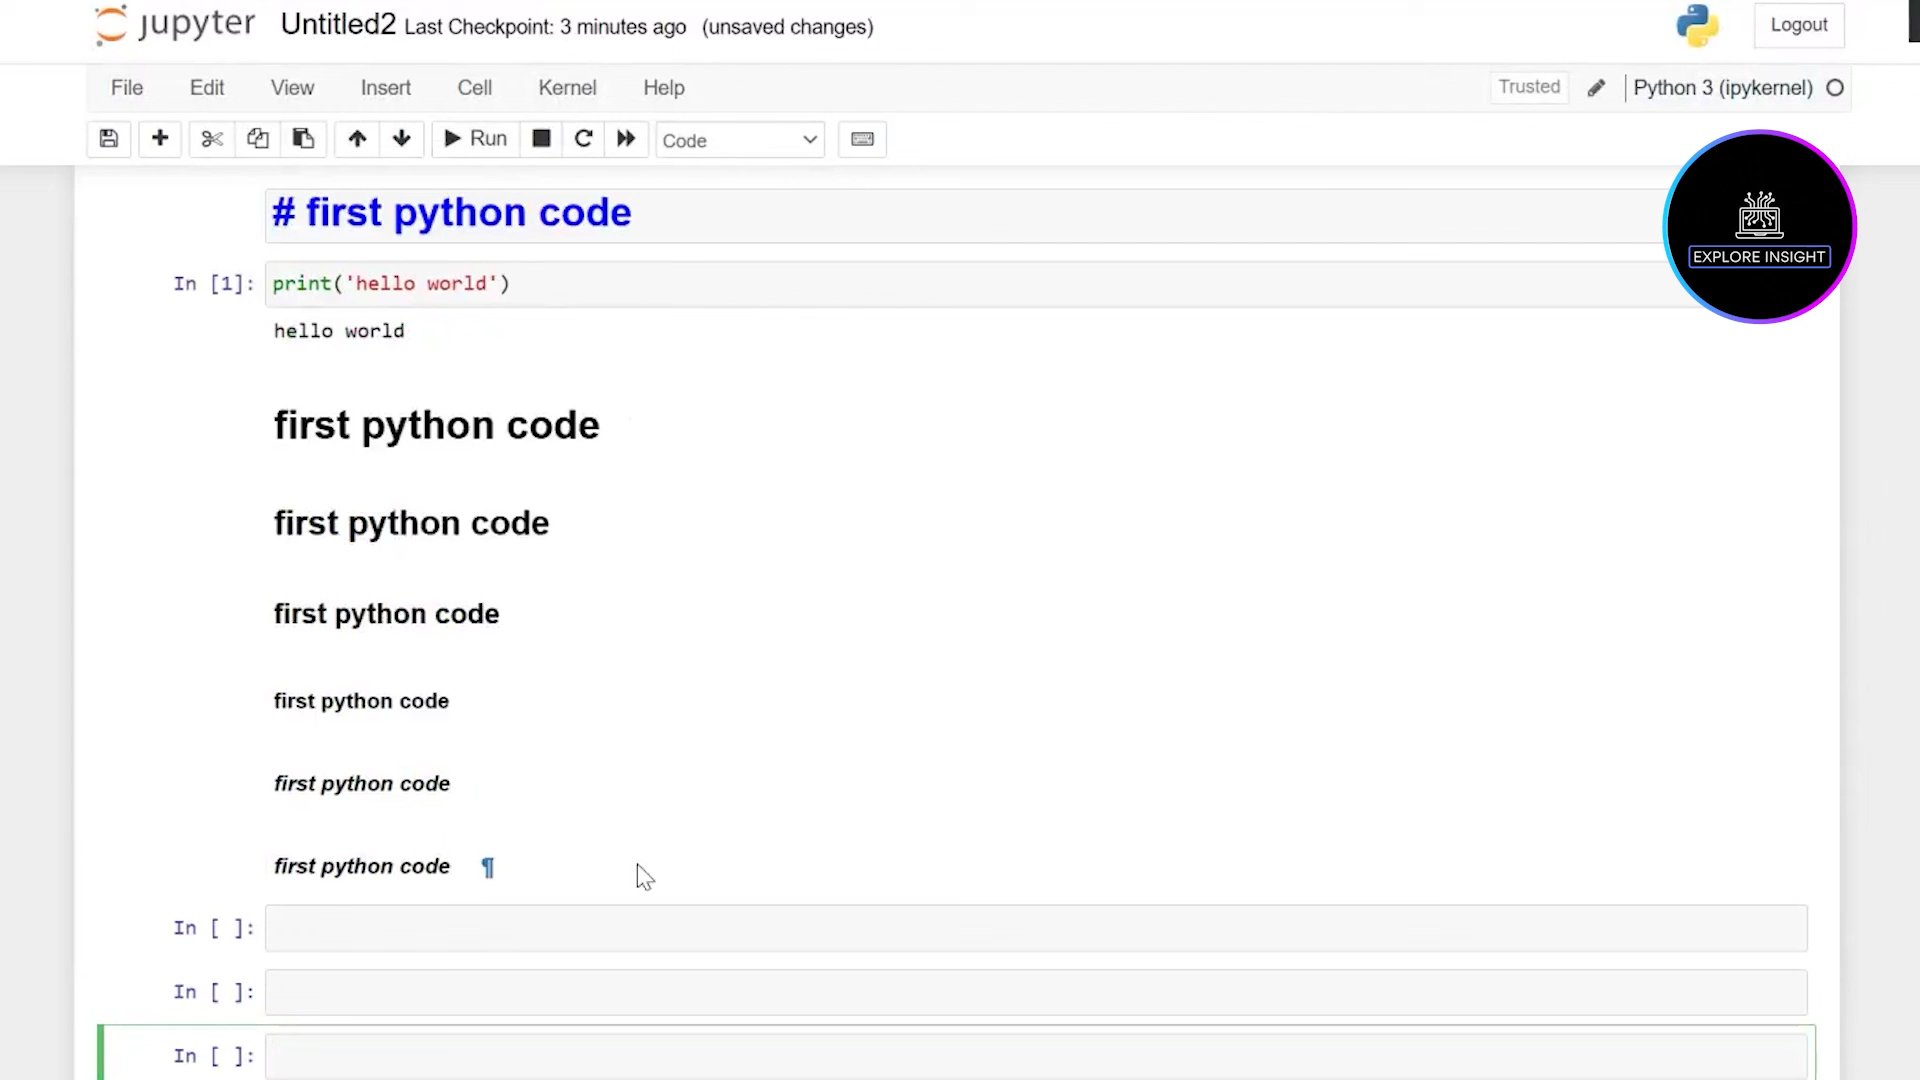 jupyter Untitled2 Last Checkpoint: 3 minutes ago (unsaved changes) Logout
File Edit View Insert Cell Kernel Help Trusted Python 3 (ipykernel)
Run Code
# first python code
EXPLORE INSIGHT
In [1]: print('hello world')
hello world
first python code
first python code
first python code
first python code
first python code
first python code ¶
In [ ]:
In [ ]:
In [ ]: